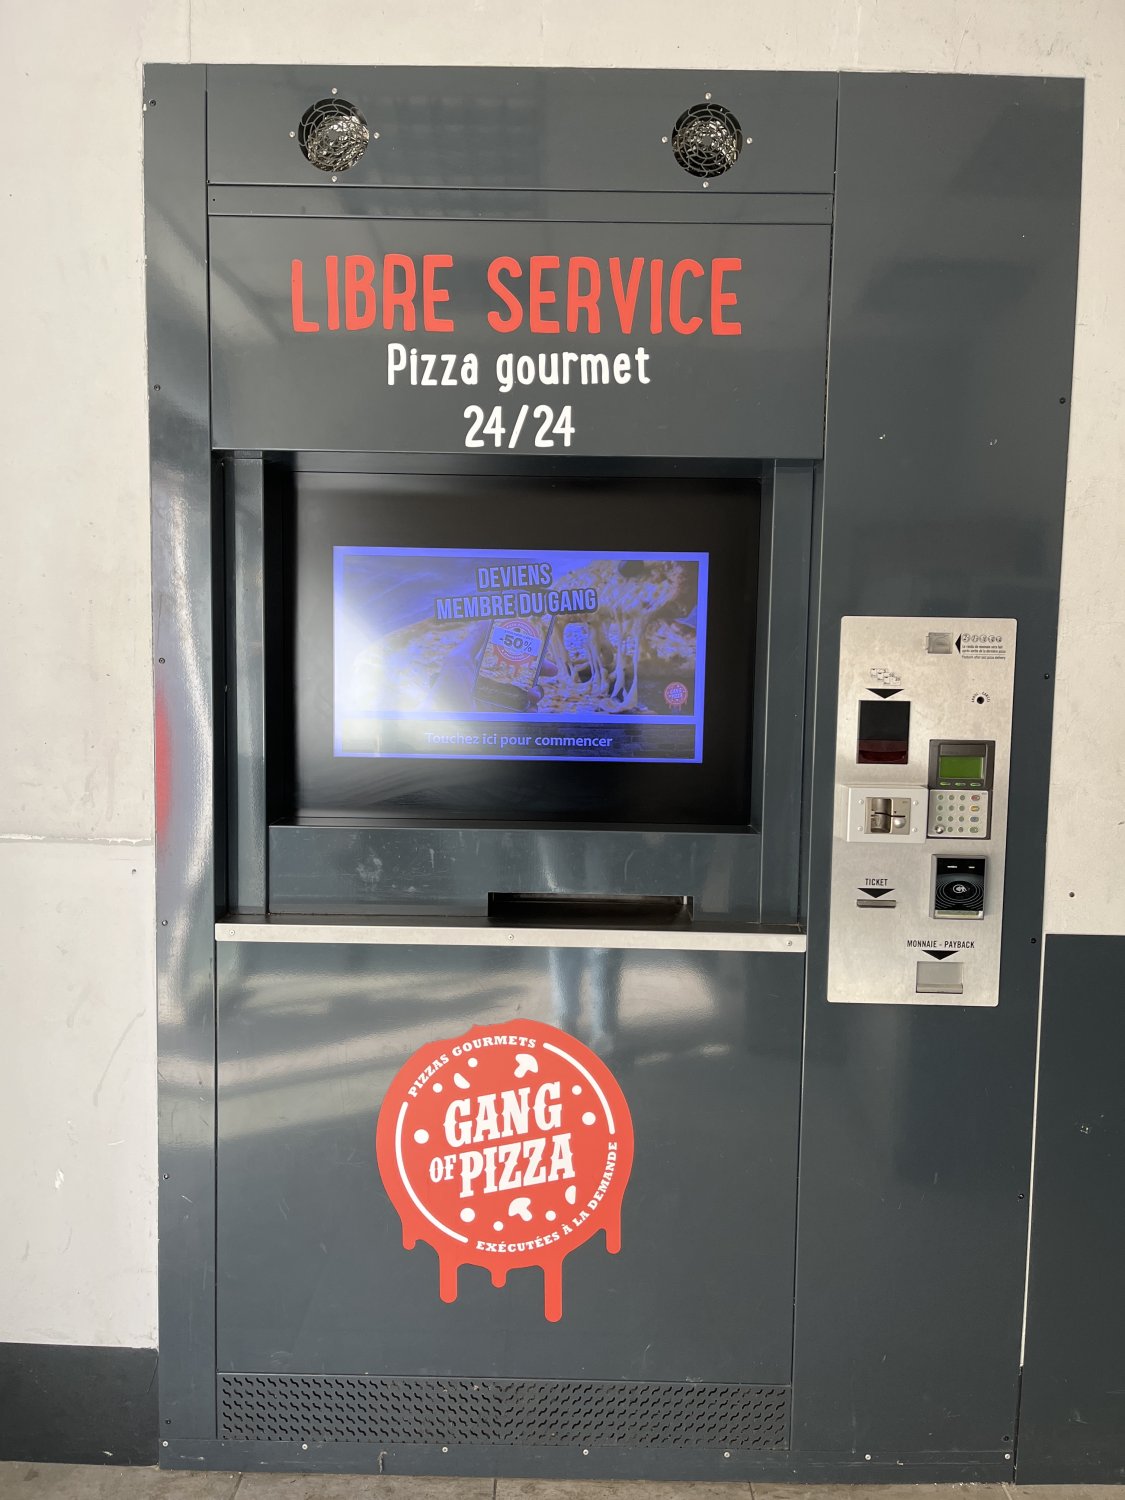 LIBRE SERVICE
Pizza gourmet
24/24
DEVIENS
MEMBRE DU GANG
-50%
Touchez ici pour commencer
TICKET
MONNAIE - PAYBACK
PIZZAS GOURMETS
GANG
OF PIZZA
EXÉCUTÉES À LA DEMANDE